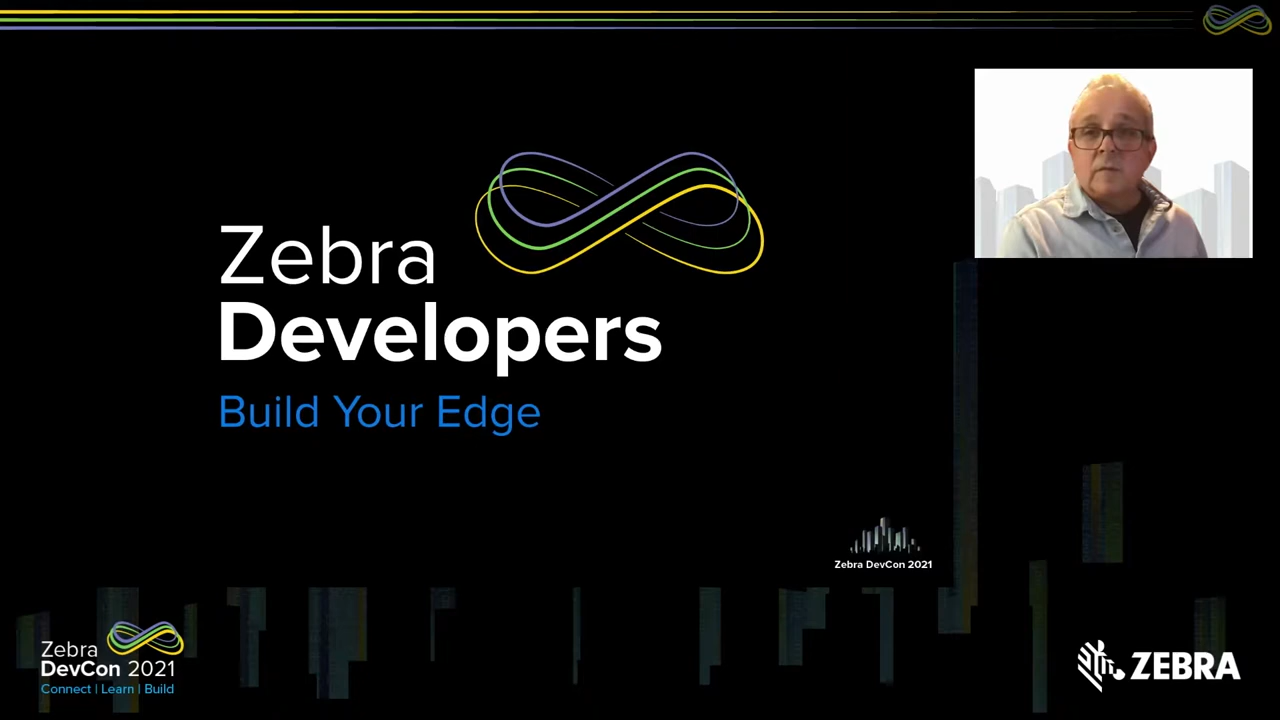 Zebra
Developers
Build Your Edge
Zebra DevCon 2021
Zebra
DevCon 2021
Connect | Learn | Build
ZEBRA